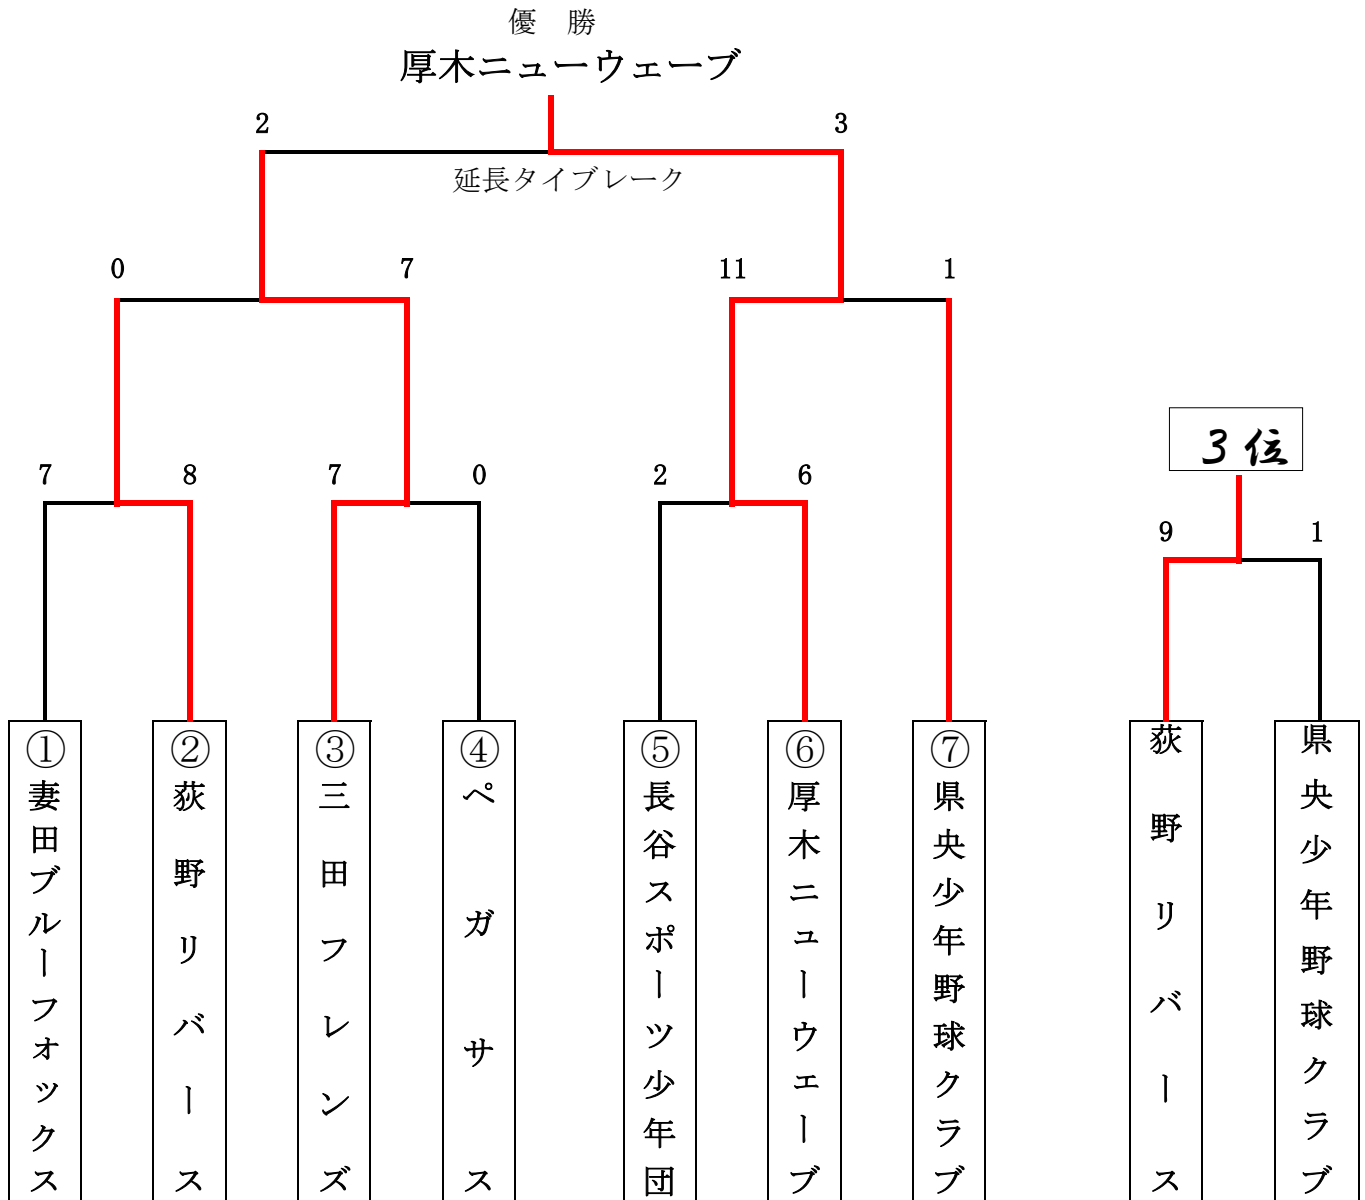 優　勝
厚木ニューウェーブ
2
3
延長タイブレーク
0
7
11
1
3位
7
8
7
0
2
6
9
1
①妻田ブルーフォックス
②荻野リバース
③三田フレンズ
④ペガサス
⑤長谷スポーツ少年団
⑥厚木ニューウェーブ
⑦県央少年野球クラブ
荻野リバース
県央少年野球クラブ